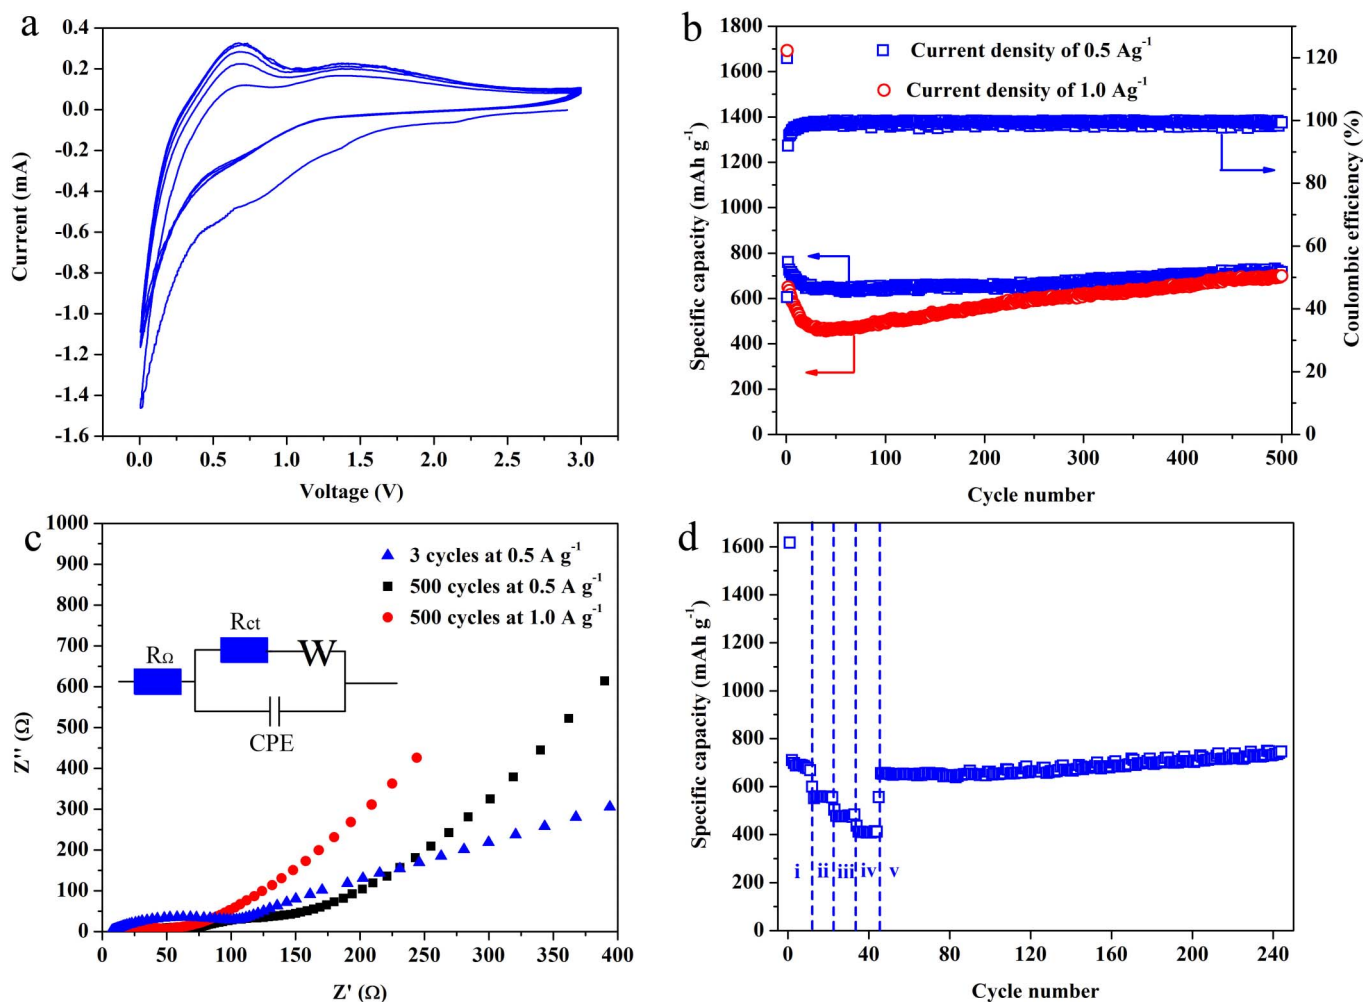 a
0.4
0.2
0.0
-0.2
-0.4
-0.6
-0.8
-1.0
-1.2
-1.4
-1.6
Current (mA)
0.0 0.5 1.0 1.5 2.0 2.5 3.0
Voltage (V)
b
1800
1600
1400
1200
1000
800
600
400
200
0
Specific capacity (mAh g-1)
Current density of 0.5 Ag-1
Current density of 1.0 Ag-1
120
100
80
60
40
20
0
Coulombic efficiency (%)
0 100 200 300 400 500
Cycle number
c
1000
900
800
700
600
500
400
300
200
100
0
Z'' (Ω)
3 cycles at 0.5 A g-1
500 cycles at 0.5 A g-1
500 cycles at 1.0 A g-1
Rct
RΩ
W
CPE
0 50 100 150 200 250 300 350 400
Z' (Ω)
d
1600
1400
1200
1000
800
600
400
200
0
Specific capacity (mAh g-1)
i ii iii iv v
0 40 80 120 160 200 240
Cycle number